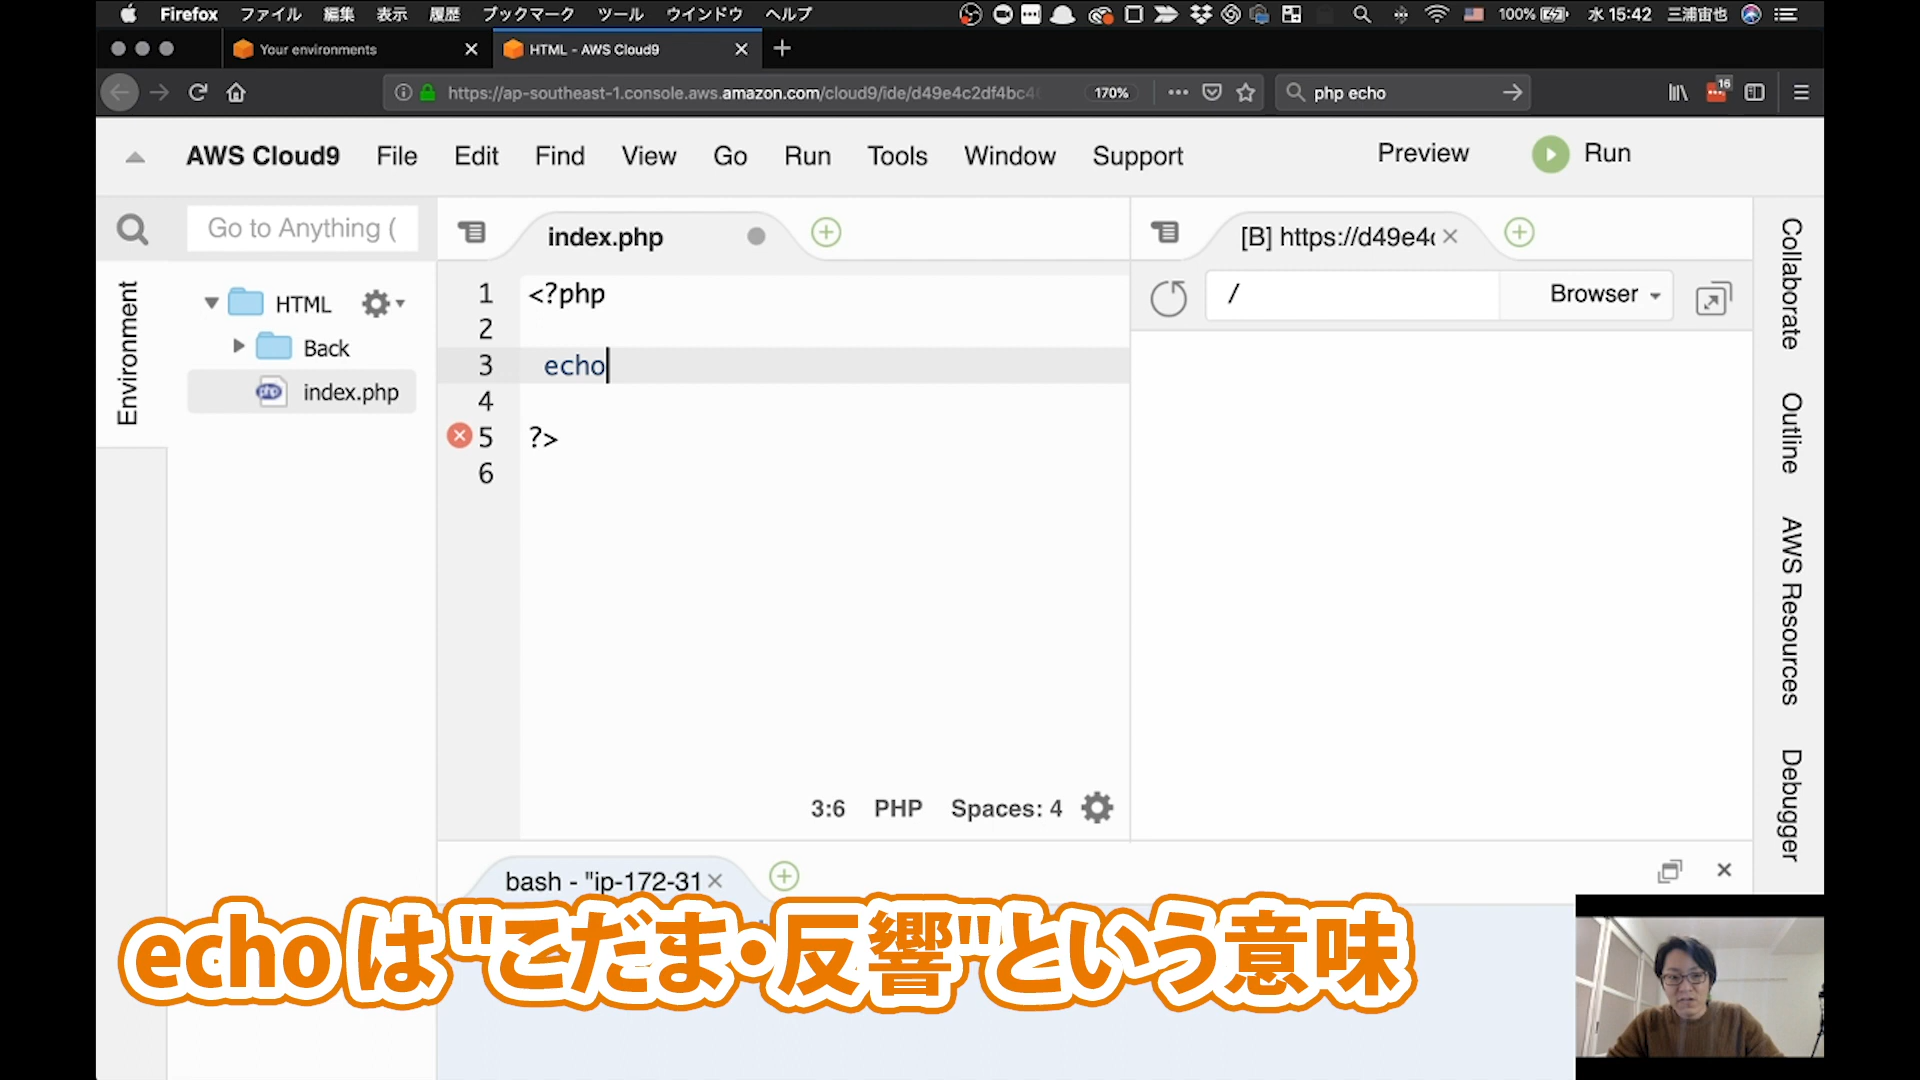 Firefox ファイル 編集 表示 履歴 ブックマーク ツール ウインドウ ヘルプ 100% 水 15:42 三浦宙也
Your environments
HTML - AWS Cloud9
https://ap-southeast-1.console.aws.amazon.com/cloud9/ide/d49e4c2df4bc4
170%
php echo
16
AWS Cloud9 File Edit Find View Go Run Tools Window Support Preview Run
Go to Anything (
index.php
[B] https://d49e4c
/
Browser
Environment
HTML
Back
index.php
1 <?php
2
3 echo
4
5 ?>
6
3:6 PHP Spaces: 4
Collaborate
Outline
AWS Resources
Debugger
bash - "ip-172-31
echoは"こだま・反響"という意味